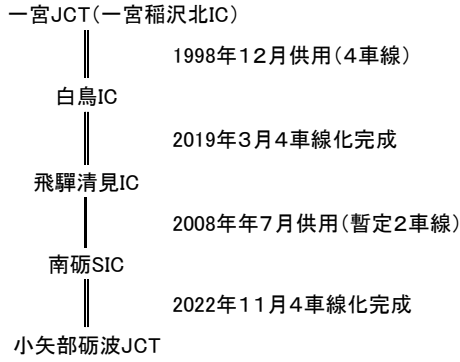 一宮JCT(一宮稲沢北IC)
1998年12月供用(4車線)
白鳥IC
2019年3月4車線化完成
飛驒清見IC
2008年年7月供用(暫定2車線)
南砺SIC
2022年11月4車線化完成
小矢部砺波JCT